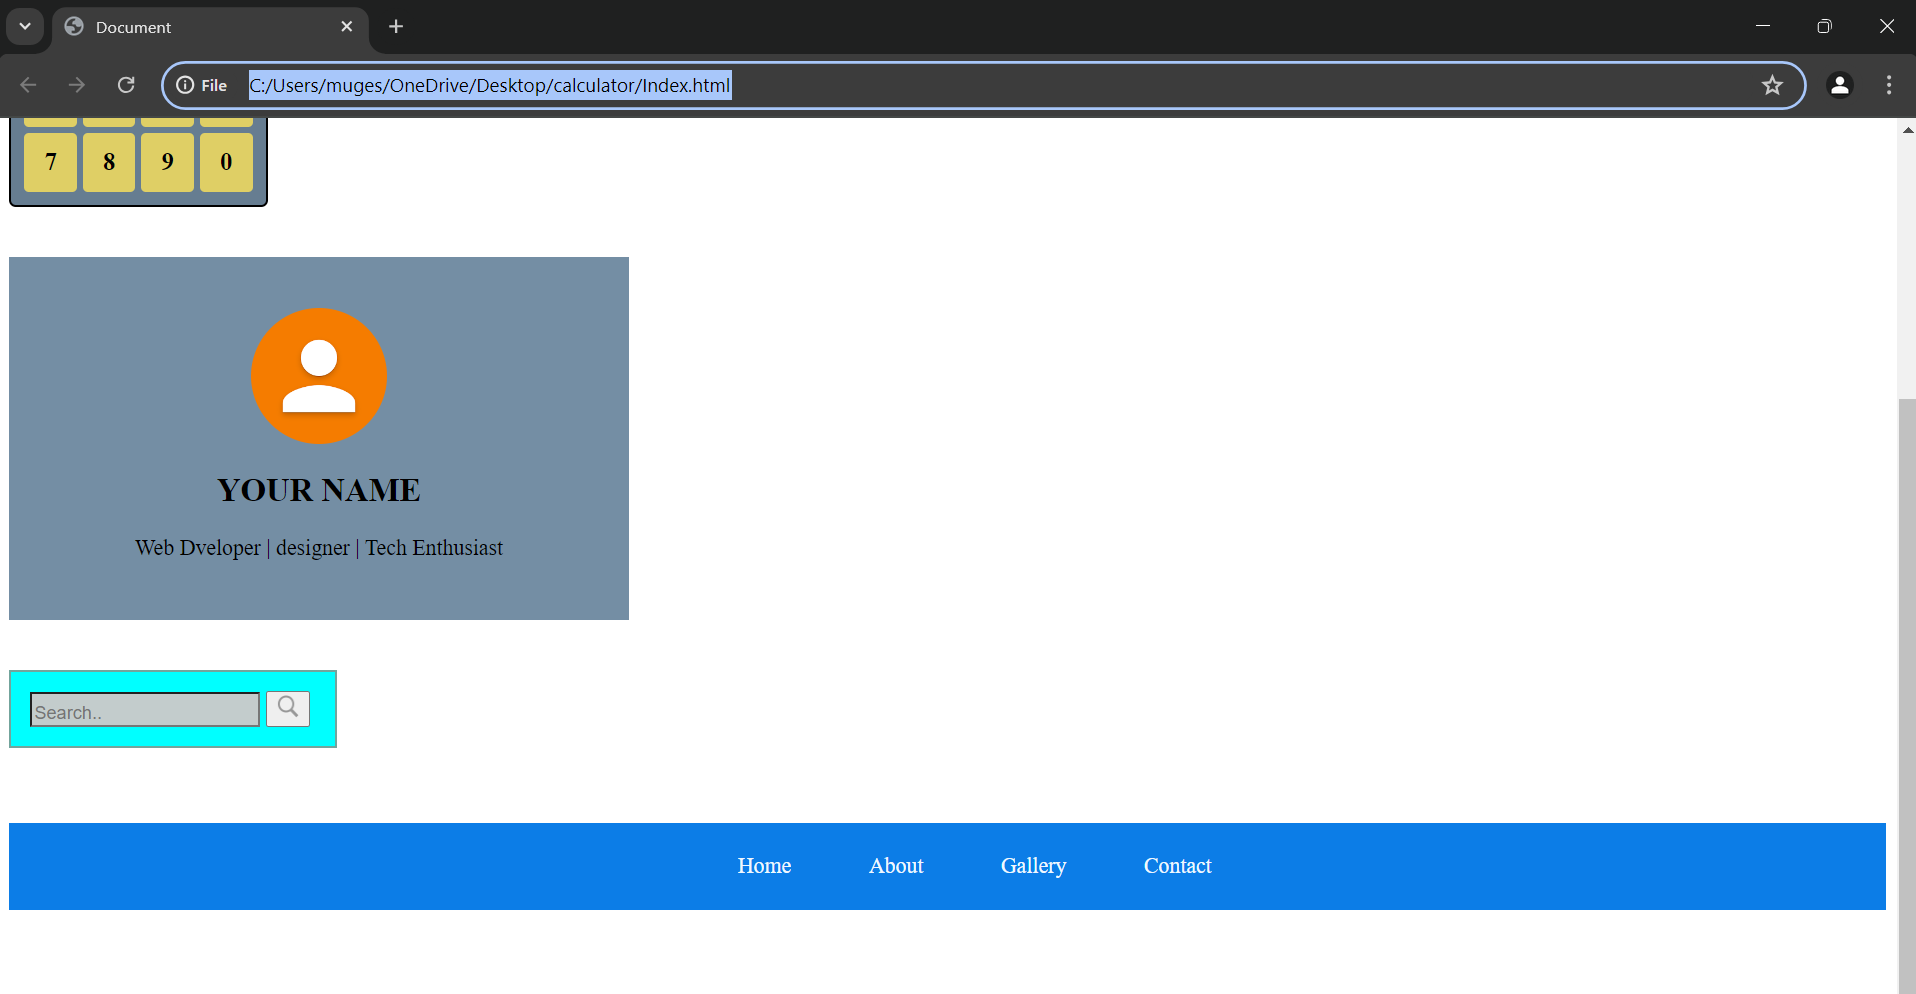 Document
File C:/Users/muges/OneDrive/Desktop/calculator/Index.html
7 8 9 0
YOUR NAME
Web Dveloper | designer | Tech Enthusiast
Search..
Home About Gallery Contact